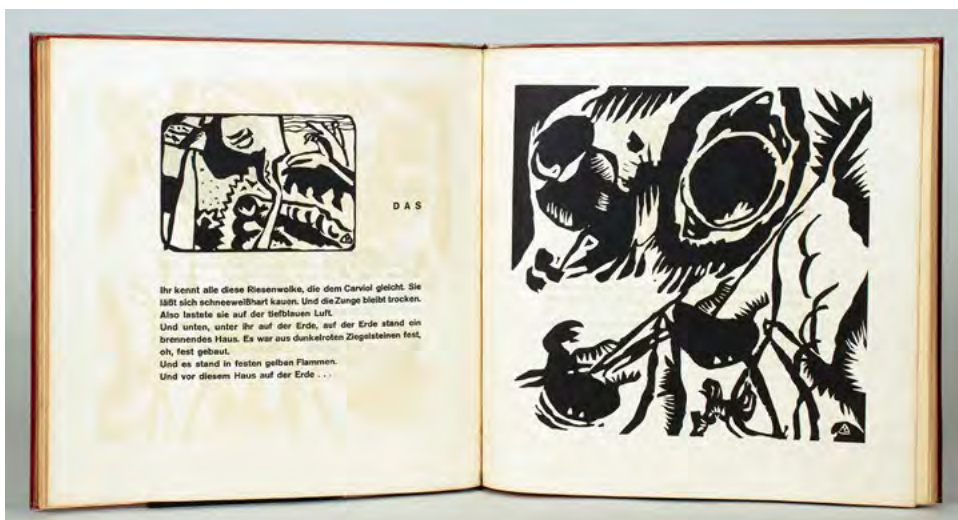 DAS
Ihr kennt alle diese Riesenwolke, die dem Carviol gleicht. Sie
läßt sich schneeweißhart kauen. Und die Zunge bleibt trocken.
Also lastete sie auf der tiefblauen Luft.
Und unten, unter ihr auf der Erde, auf der Erde stand ein
brennendes Haus. Es war aus dunkelroten Ziegelsteinen fest,
oh, fest gebaut.
Und es stand in festen gelben Flammen.
Und vor diesem Haus auf der Erde . . .